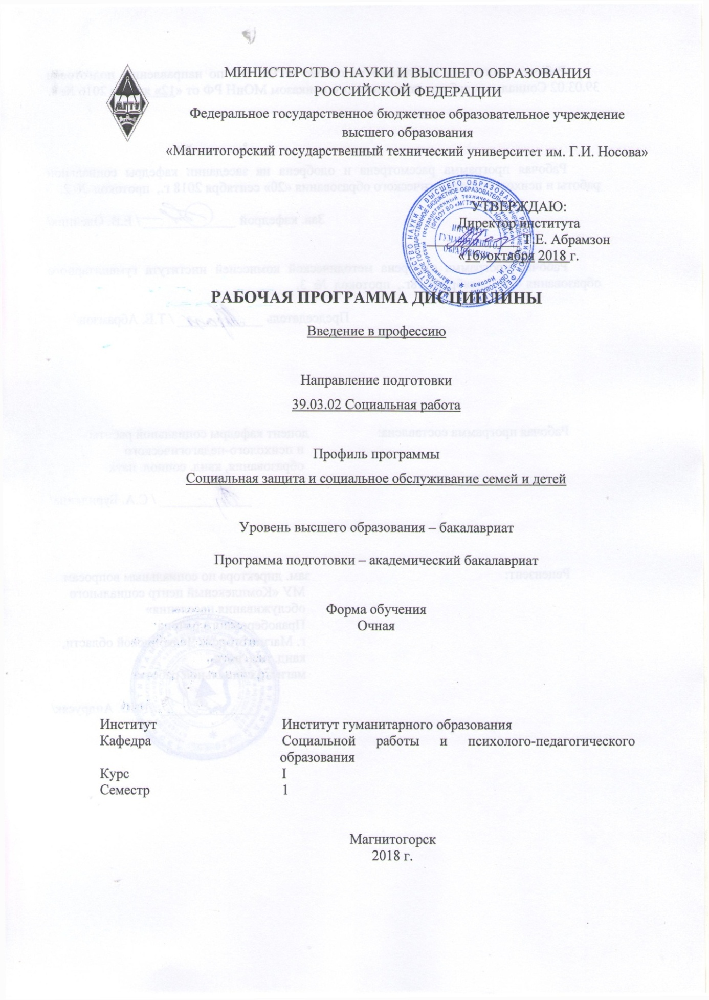 МИНИСТЕРСТВО НАУКИ И ВЫСШЕГО ОБРАЗОВАНИЯ
РОССИЙСКОЙ ФЕДЕРАЦИИ
Федеральное государственное бюджетное образовательное учреждение
высшего образования
«Магнитогорский государственный технический университет им. Г.И. Носова»
МГТУ
УТВЕРЖДАЮ:
Директор института
Т.Е. Абрамзон
«16»октября 2018 г.
ИНСТИТУТ
ГУМАНИТАРНОГО
ОБРАЗОВАНИЯ
РАБОЧАЯ ПРОГРАММА ДИСЦИПЛИНЫ
Введение в профессию
Направление подготовки
39.03.02 Социальная работа
Профиль программы
Социальная защита и социальное обслуживание семей и детей
Уровень высшего образования – бакалавриат
Программа подготовки – академический бакалавриат
Форма обучения
Очная
Институт Институт гуманитарного образования
Кафедра Социальной работы и психолого-педагогического
образования
Курс I
Семестр 1
Магнитогорск
2018 г.